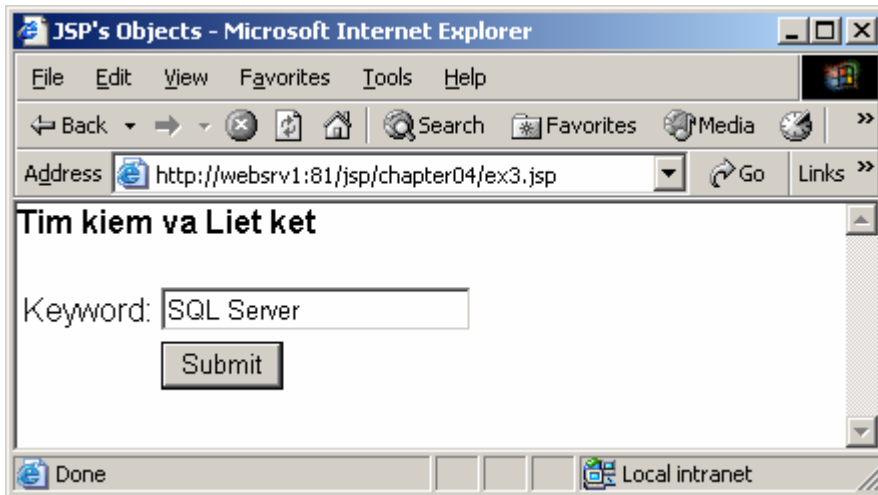 JSP's Objects - Microsoft Internet Explorer
File Edit View Favorites Tools Help
Back Search Favorites Media »
Address http://websrv1:81/jsp/chapter04/ex3.jsp Go Links »
Tim kiem va Liet ket
Keyword: SQL Server
Submit
Done Local intranet